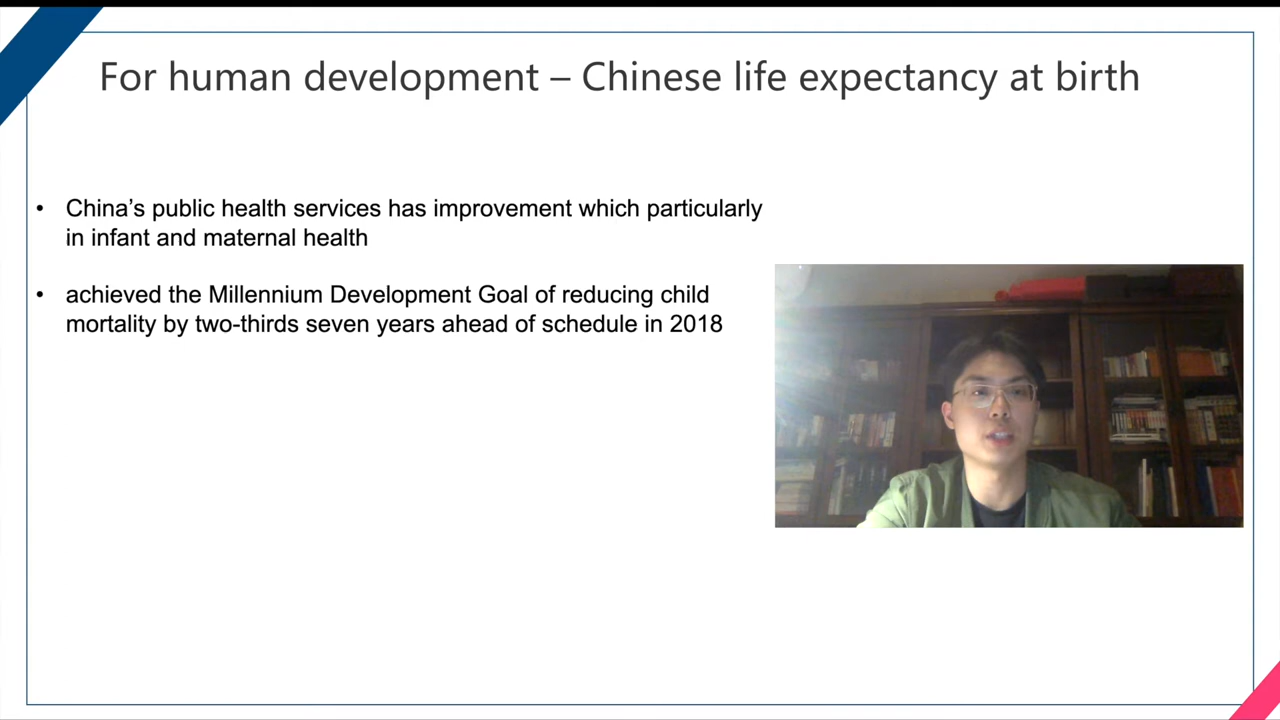 For human development – Chinese life expectancy at birth
• China’s public health services has improvement which particularly
in infant and maternal health
• achieved the Millennium Development Goal of reducing child
mortality by two-thirds seven years ahead of schedule in 2018